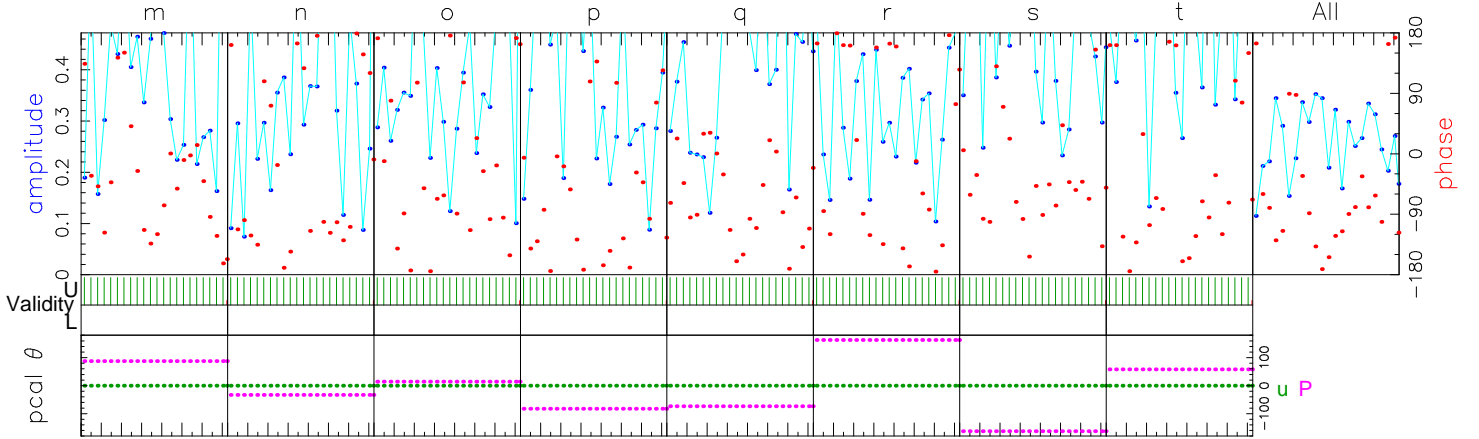 m n o p q r s t All
amplitude
0 0.1 0.2 0.3 0.4
180 90 0 −90 −180
phase
U
Validity
L
pcal θ
100 0 −100
u P